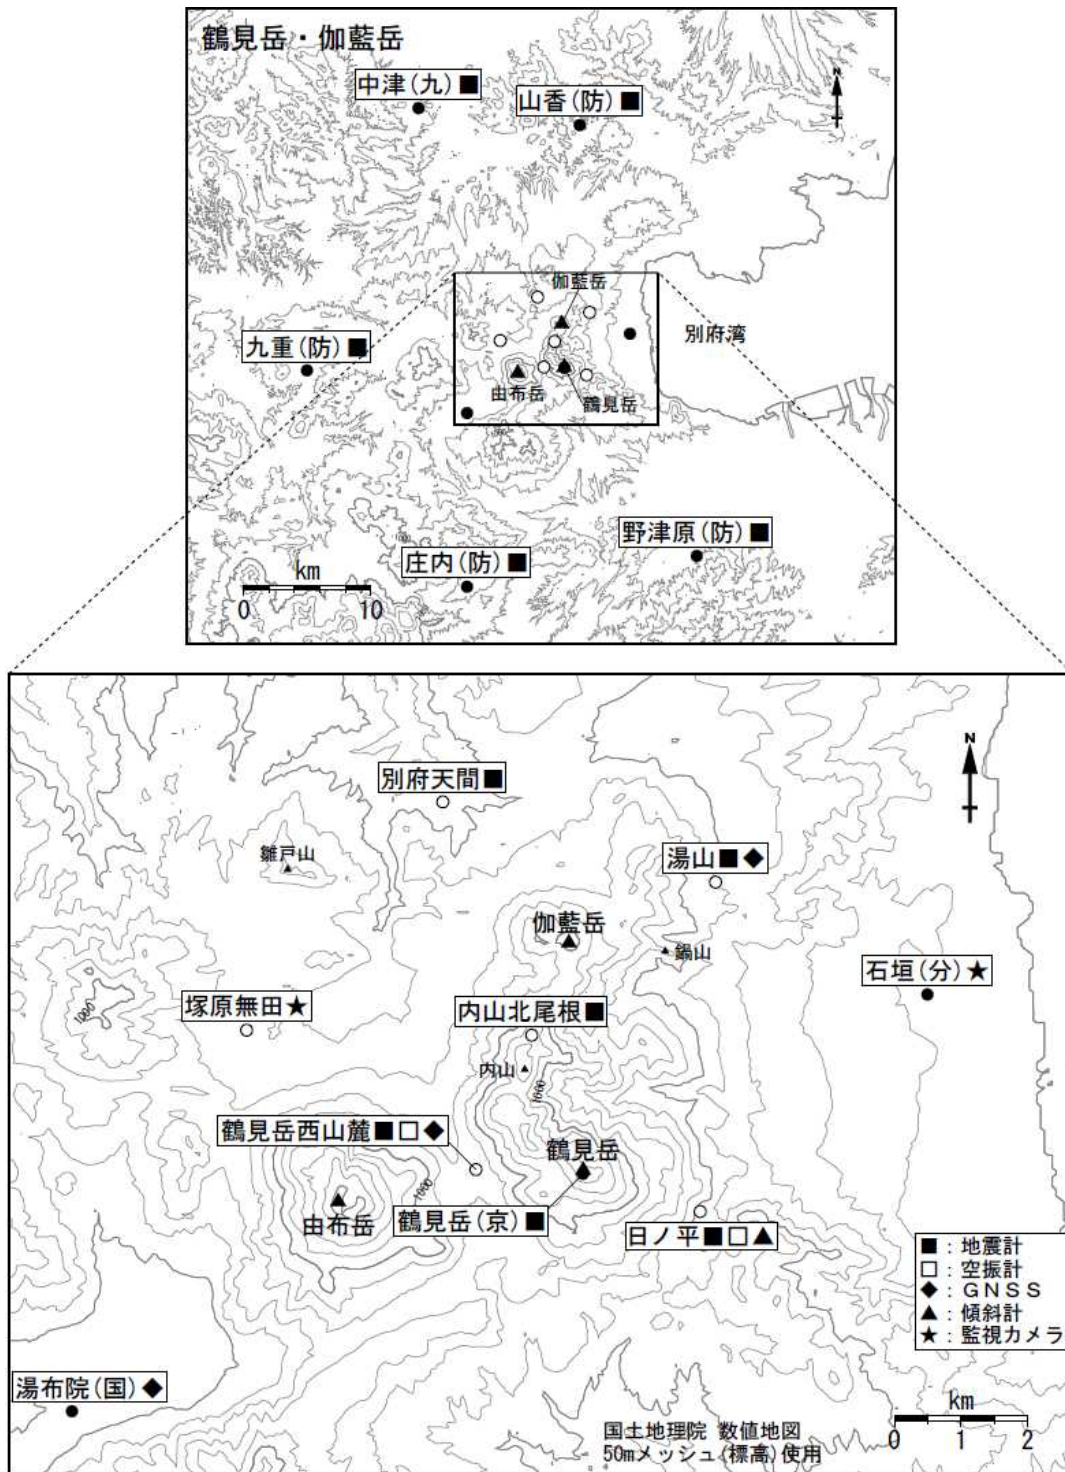 鶴見岳・伽藍岳
中津(九)■
山香(防)■
N
伽藍岳
別府湾
九重(防)■
由布岳
鶴見岳
野津原(防)■
庄内(防)■
km
0 10
別府天間■
N
雛戸山
湯山■◆
伽藍岳
鍋山
石垣(分)★
1000
塚原無田★
内山北尾根■
内山
1000
鶴見岳西山麓■□◆
鶴見岳
1000
由布岳
鶴見岳(京)■
日ノ平■□▲
■:地震計
□:空振計
◆:GNSS
▲:傾斜計
★:監視カメラ
湯布院(国)◆
km
0 1 2
国土地理院 数値地図
50mメッシュ(標高)使用